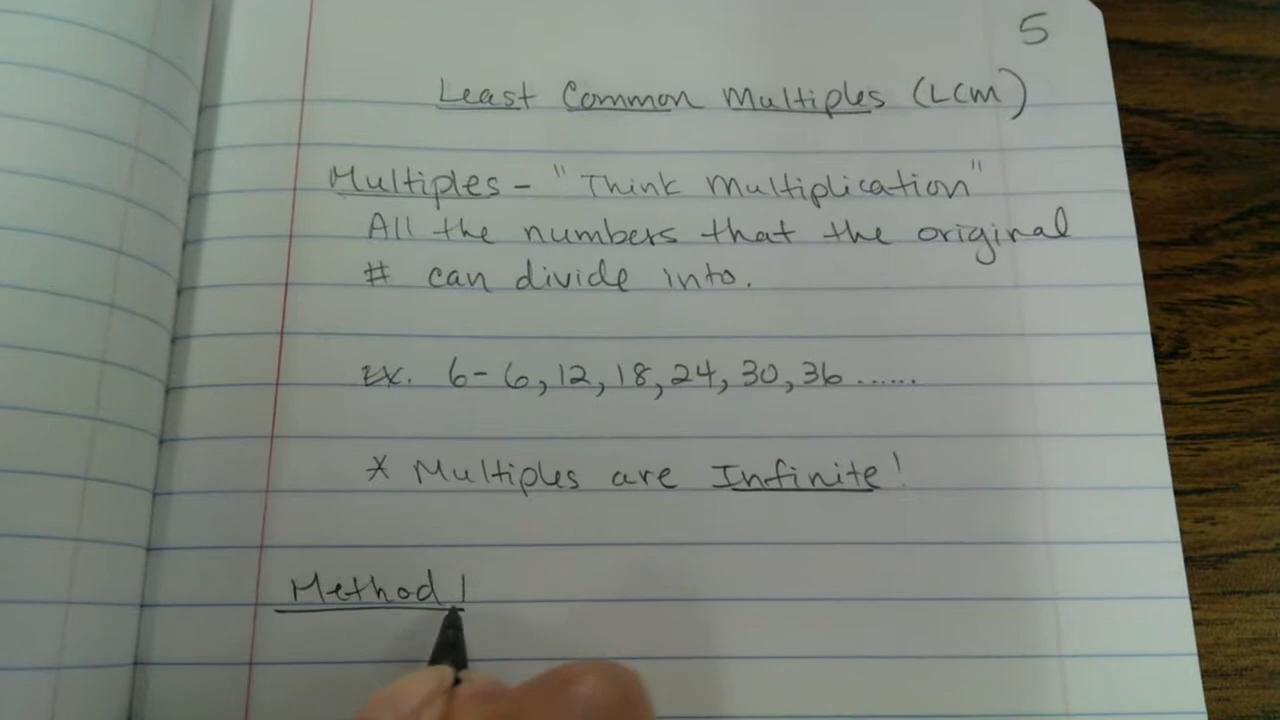 5
Least Common Multiples (LCM)
Multiples - "Think Multiplication"
All the numbers that the original
# can divide into.
Ex. 6- 6, 12, 18, 24, 30, 36......
* Multiples are Infinite!
Method 1